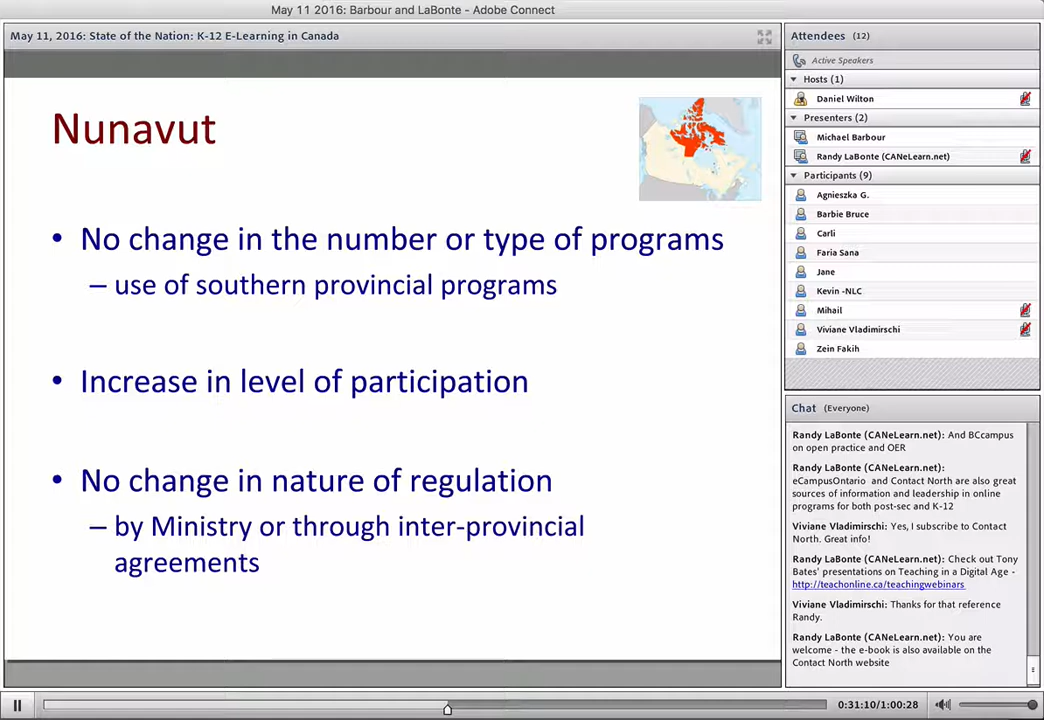 May 11 2016: Barbour and LaBonte - Adobe Connect
May 11, 2016: State of the Nation: K-12 E-Learning in Canada
Nunavut
• No change in the number or type of programs
– use of southern provincial programs
• Increase in level of participation
• No change in nature of regulation
– by Ministry or through inter-provincial
agreements
Attendees (12)
Active Speakers
Hosts (1)
Daniel Wilton
Presenters (2)
Michael Barbour
Randy LaBonte (CANeLearn.net)
Participants (9)
Agnieszka G.
Barbie Bruce
Carli
Faria Sana
Jane
Kevin -NLC
Mihail
Viviane Vladimirschi
Zein Fakih
Chat (Everyone)
Randy LaBonte (CANeLearn.net): And BCcampus
on open practice and OER
Randy LaBonte (CANeLearn.net):
eCampusOntario and Contact North are also great
sources of information and leadership in online
programs for both post-sec and K-12
Viviane Vladimirschi: Yes, I subscribe to Contact
North. Great info!
Randy LaBonte (CANeLearn.net): Check out Tony
Bates' presentations on Teaching in a Digital Age -
http://teachonline.ca/teachingwebinars
Viviane Vladimirschi: Thanks for that reference
Randy.
Randy LaBonte (CANeLearn.net): You are
welcome - the e-book is also available on the
Contact North website
0:31:10/1:00:28